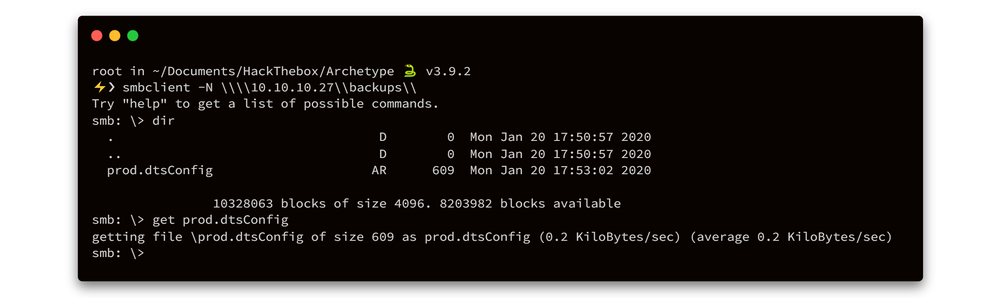 root in ~/Documents/HackThebox/Archetype 🐍 v3.9.2
⚡❯ smbclient -N \\\\10.10.10.27\\backups\\
Try "help" to get a list of possible commands.
smb: \> dir
  .                                   D        0  Mon Jan 20 17:50:57 2020
  ..                                  D        0  Mon Jan 20 17:50:57 2020
  prod.dtsConfig                     AR      609  Mon Jan 20 17:53:02 2020
                10328063 blocks of size 4096. 8203982 blocks available
smb: \> get prod.dtsConfig
getting file \prod.dtsConfig of size 609 as prod.dtsConfig (0.2 KiloBytes/sec) (average 0.2 KiloBytes/sec)
smb: \>